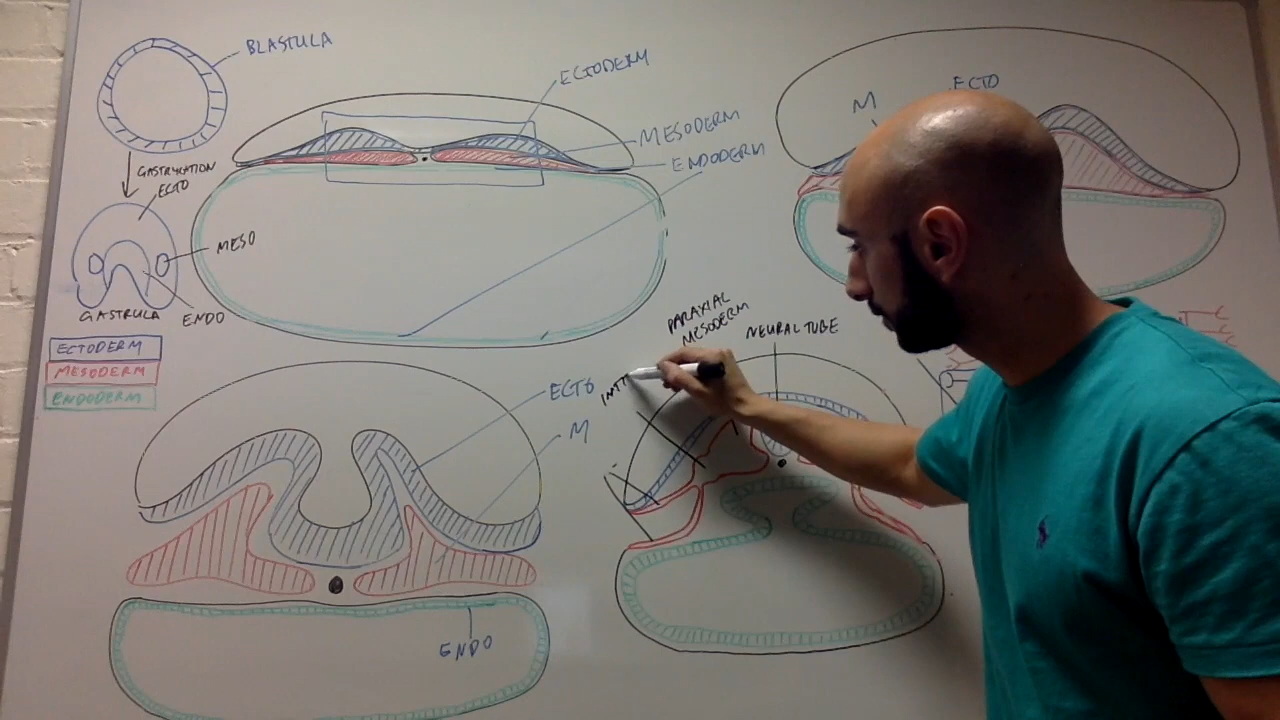 BLASTULA
GASTRULATION
ECTO
MESO
GASTRULA
ENDO
ECTODERM
MESODERM
ENDODERM
ECTODERM
MESODERM
ENDODERM
M
ECTO
ECTO
M
ENDO
PARAXIAL
MESODERM
NEURAL TUBE